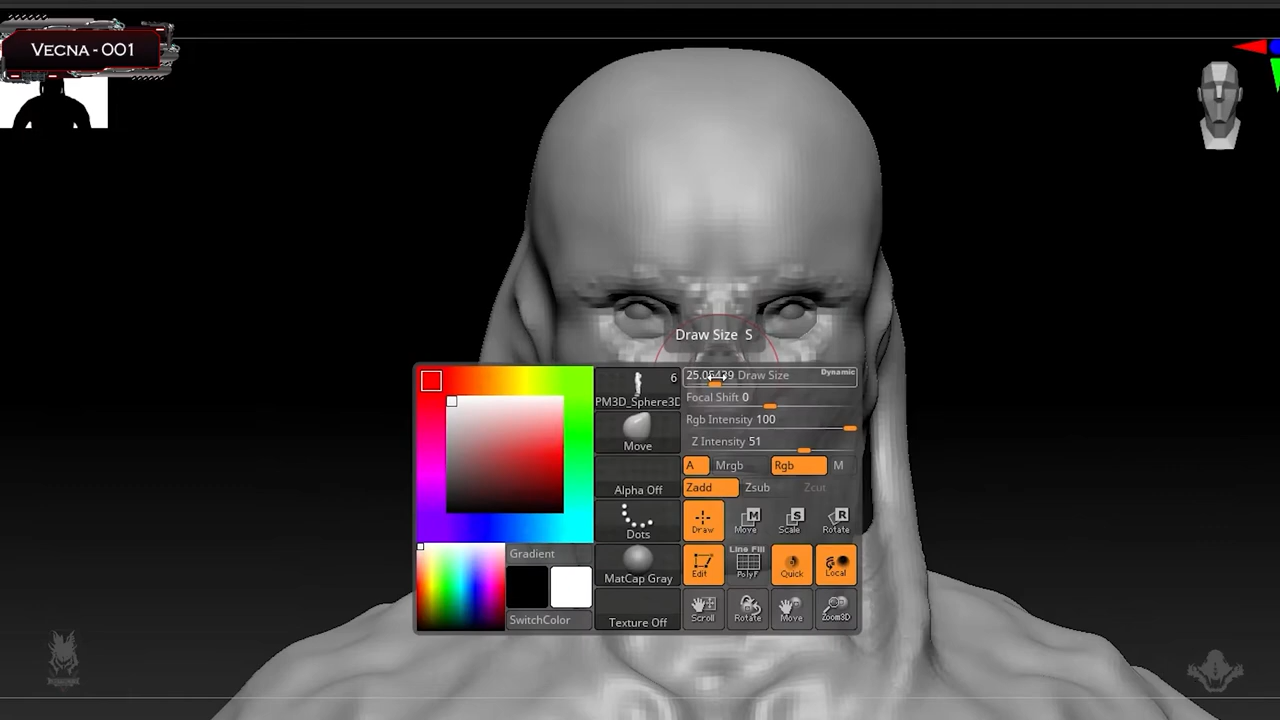 VECNA - 001
Draw Size S
6
PM3D_Sphere3D
Move
Alpha Off
Dots
MatCap Gray
Texture Off
Draw Size
Dynamic
Focal Shift 0
Rgb Intensity 100
Z Intensity 51
A Mrgb Rgb M
Zadd Zsub Zcut
Draw Move Scale Rotate
Line Fill
Edit PolyF Quick Local
Scroll Rotate Move Zoom3D
Gradient
SwitchColor